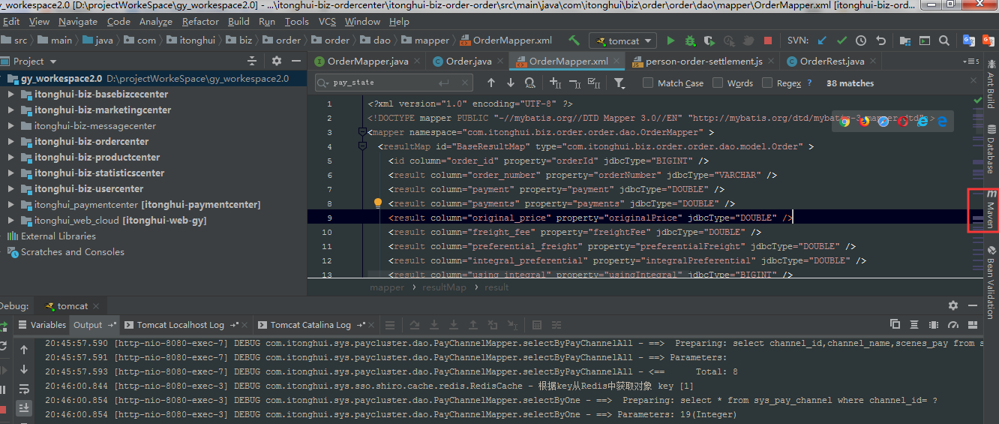 y_workespace2.0] (D:\projectWorkeSpace\gy_workespace2.0] - ...\itonghui-biz-ordercenter\itonghui-biz-order-order\src\main\java\com\itonghui\biz\order\order\dao\mapper\OrderMapper.xml [itonghui-biz-ord...
Edit View Navigate Code Analyze Refactor Build Run Tools VCS Window Help
src main java com itonghui biz order order dao mapper OrderMapper.xml tomcat SVN:
Project OrderMapper.java Order.java OrderMapper.xml person-order-settlement.js OrderRest.java 5
gy_workespace2.0 D:\projectWorkeSpace\gy_workespace2.0
pay_state Match Case Words Regex ? 38 matches
itonghui-biz-basebizcecenter
itonghui-biz-marketingcenter
itonghui-biz-messagecenter
itonghui-biz-ordercenter
itonghui-biz-productcenter
itonghui-biz-statisticscenter
itonghui-biz-usercenter
itonghui_paymentcenter [itonghui-paymentcenter]
itonghui_web_cloud [itonghui-web-gy]
External Libraries
Scratches and Consoles
1 <?xml version="1.0" encoding="UTF-8" ?>
2 <!DOCTYPE mapper PUBLIC "-//mybatis.org//DTD Mapper 3.0//EN" "http://mybatis.org/dtd/mybatis-3-mapper.dtd" >
3 <mapper namespace="com.itonghui.biz.order.order.dao.OrderMapper" >
4 <resultMap id="BaseResultMap" type="com.itonghui.biz.order.order.dao.model.Order" >
5 <id column="order_id" property="orderId" jdbcType="BIGINT" />
6 <result column="order_number" property="orderNumber" jdbcType="VARCHAR" />
7 <result column="payment" property="payment" jdbcType="DOUBLE" />
8 <result column="payments" property="payments" jdbcType="DOUBLE" />
9 <result column="original_price" property="originalPrice" jdbcType="DOUBLE" />
10 <result column="freight_fee" property="freightFee" jdbcType="DOUBLE" />
11 <result column="preferential_freight" property="preferentialFreight" jdbcType="DOUBLE" />
12 <result column="integral_preferential" property="integralPreferential" jdbcType="DOUBLE" />
13 <result column="using_integral" property="usingIntegral" jdbcType="BIGINT" />
mapper resultMap result
Ant Build
Database
m Maven
Bean Validation
Debug: tomcat
Variables Output Tomcat Localhost Log Tomcat Catalina Log
20:45:57.590 [http-nio-8080-exec-7] DEBUG com.itonghui.sys.paycluster.dao.PayChannelMapper.selectByPayChannelAll - ==> Preparing: select channel_id,channel_name,scenes_pay from s
20:45:57.591 [http-nio-8080-exec-7] DEBUG com.itonghui.sys.paycluster.dao.PayChannelMapper.selectByPayChannelAll - ==> Parameters:
20:45:57.593 [http-nio-8080-exec-7] DEBUG com.itonghui.sys.paycluster.dao.PayChannelMapper.selectByPayChannelAll - <== Total: 8
20:46:00.844 [http-nio-8080-exec-3] DEBUG com.itonghui.sys.sso.shiro.cache.redis.RedisCache - 根据key从Redis中获取对象 key [1]
20:46:00.854 [http-nio-8080-exec-3] DEBUG com.itonghui.sys.paycluster.dao.PayChannelMapper.selectByOne - ==> Preparing: select * from sys_pay_channel where channel_id= ?
20:46:00.854 [http-nio-8080-exec-3] DEBUG com.itonghui.sys.paycluster.dao.PayChannelMapper.selectByOne - ==> Parameters: 19(Integer)